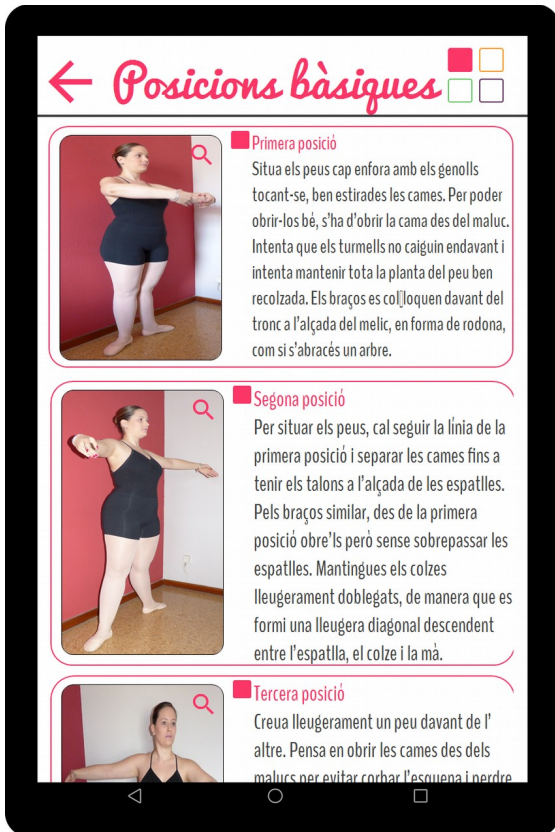 Posicions bàsiques
Primera posició
Situa els peus cap enfora amb els genolls
tocant-se, ben estirades les cames. Per poder
obrir-los bé, s’ha d’obrir la cama des del maluc.
Intenta que els turmells no caiguin endavant i
intenta mantenir tota la planta del peu ben
recolzada. Els braços es col▯loquen davant del
tronc a l’alçada del melic, en forma de rodona,
com si s’abracés un arbre.
Segona posició
Per situar els peus, cal seguir la línia de la
primera posició i separar les cames fins a
tenir els talons a l’alçada de les espatlles.
Pels braços similar, des de la primera
posició obre’ls però sense sobrepassar les
espatlles. Mantingues els colzes
lleugerament doblegats, de manera que es
formi una lleugera diagonal descendent
entre l’espatlla, el colze i la mà.
Tercera posició
Creua lleugerament un peu davant de l’
altre. Pensa en obrir les cames des dels
malucs per evitar corbar l’esquena i perdre